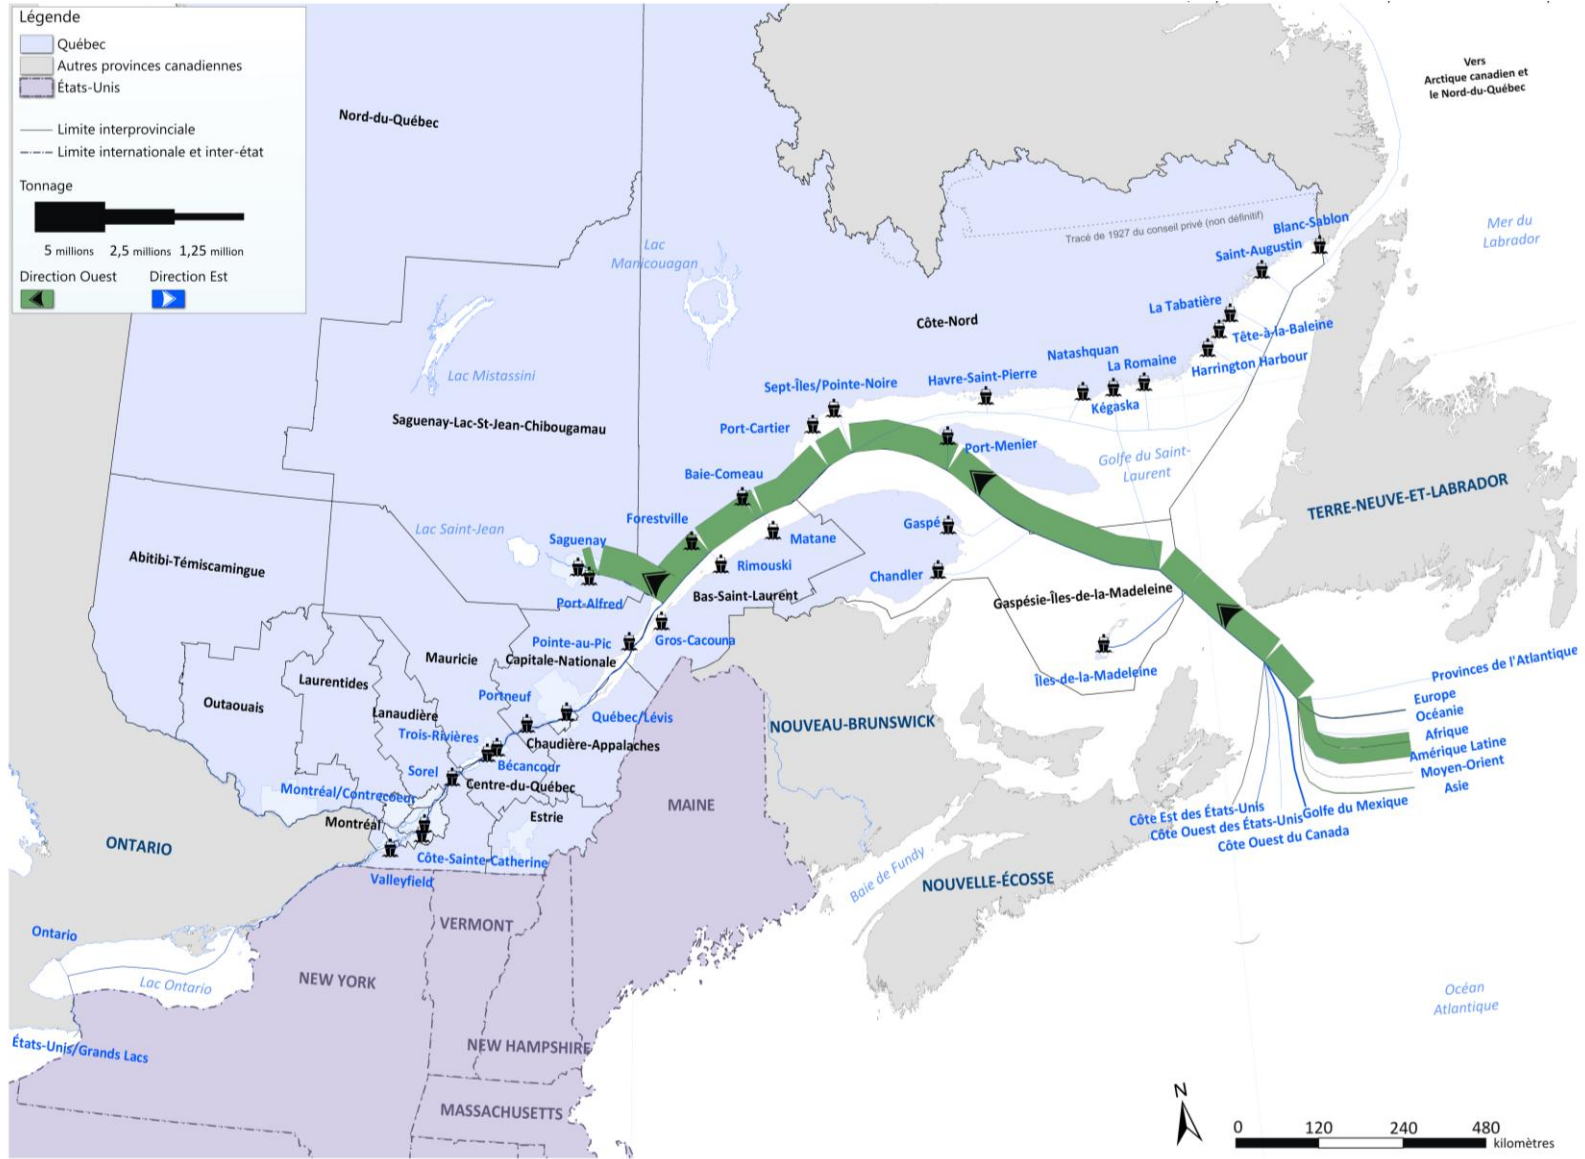 Légende
Québec
Autres provinces canadiennes
États-Unis
Limite interprovinciale
Limite internationale et inter-état
Tonnage
5 millions 2,5 millions 1,25 million
Direction Ouest Direction Est
Vers
Arctique canadien et
le Nord-du-Québec
Nord-du-Québec
Lac
Manicouagan
Mer du
Labrador
Blanc-Sablon
Tracé de 1927 du conseil privé (non définitif)
Saint-Augustin
La Tabatière
Tête-à-la-Baleine
Harrington Harbour
Côte-Nord
Natashquan
La Romaine
Kégaska
Havre-Saint-Pierre
Sept-Îles/Pointe-Noire
Port-Cartier
Lac Mistassini
Saguenay-Lac-St-Jean-Chibougamau
Port-Menier
Golfe du Saint-
Laurent
Baie-Comeau
TERRE-NEUVE-ET-LABRADOR
Forestville
Lac Saint-Jean
Saguenay
Gaspé
Matane
Abitibi-Témiscamingue
Rimouski
Chandler
Port-Alfred
Bas-Saint-Laurent
Gaspésie-Îles-de-la-Madeleine
Pointe-au-Pic
Gros-Cacouna
Mauricie
Capitale-Nationale
Îles-de-la-Madeleine
Provinces de l'Atlantique
Laurentides
Outaouais
Portneuf
Europe
Océanie
Lanaudière
Québec/Lévis
NOUVEAU-BRUNSWICK
Afrique
Trois-Rivières
Chaudière-Appalaches
Amérique Latine
Bécancour
Moyen-Orient
Sorel
Centre-du-Québec
Asie
Montréal/Contrecoeur
MAINE
Côte Est des États-Unis
Golfe du Mexique
Côte Ouest des États-Unis
Côte Ouest du Canada
Montréal
Estrie
ONTARIO
Côte-Sainte-Catherine
Baie de Fundy
NOUVELLE-ÉCOSSE
Valleyfield
VERMONT
Ontario
NEW YORK
Lac Ontario
Océan
Atlantique
États-Unis/Grands Lacs
NEW HAMPSHIRE
MASSACHUSETTS
N
0 120 240 480
kilomètres